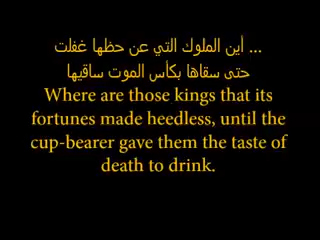 ... أين الملوك التي عن حظها غفلت
حتى سقاها بكأس الموت ساقيها
Where are those kings that its
fortunes made heedless, until the
cup-bearer gave them the taste of
death to drink.